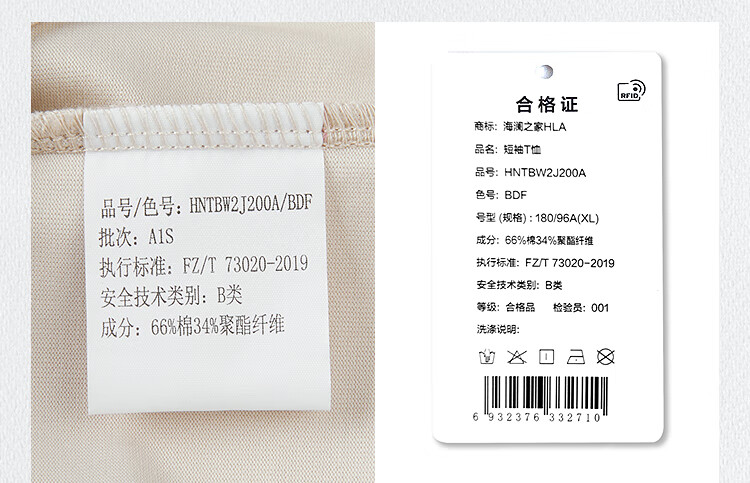 品号/色号: HNTBW2J200A/BDF
批次: A1S
执行标准: FZ/T 73020-2019
安全技术类别: B类
成分: 66%棉34%聚酯纤维
合格证
RFID
商标: 海澜之家HLA
品名: 短袖T恤
品号: HNTBW2J200A
色号: BDF
号型 (规格) : 180/96A(XL)
成分: 66%棉34%聚酯纤维
执行标准: FZ/T 73020-2019
安全技术类别: B类
等级: 合格品 检验员: 001
洗涤说明:
6 932376 332710